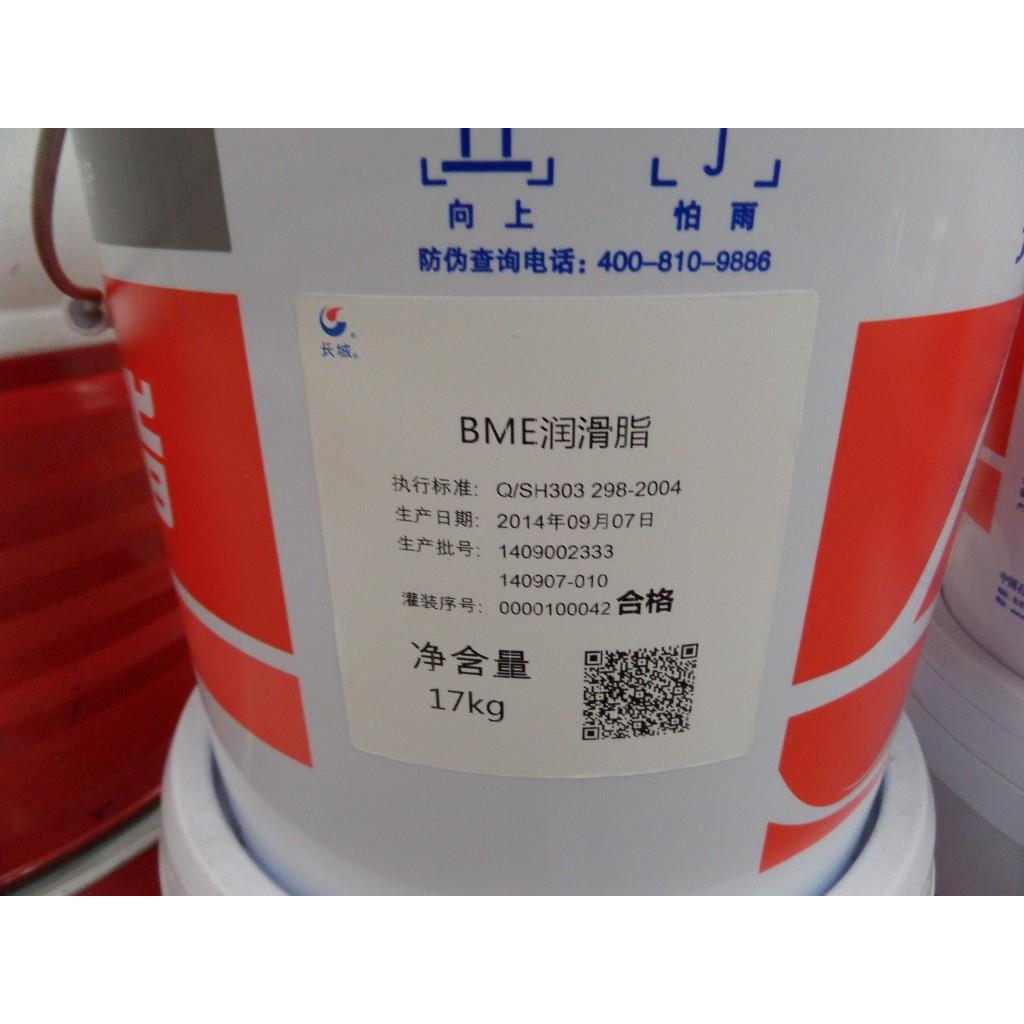 向上
怕雨
防伪查询电话：400-810-9886
长城®
BME润滑脂
执行标准： Q/SH303 298-2004
生产日期： 2014年09月07日
生产批号： 1409002333
140907-010
灌装序号： 0000100042 合格
净含量
17kg